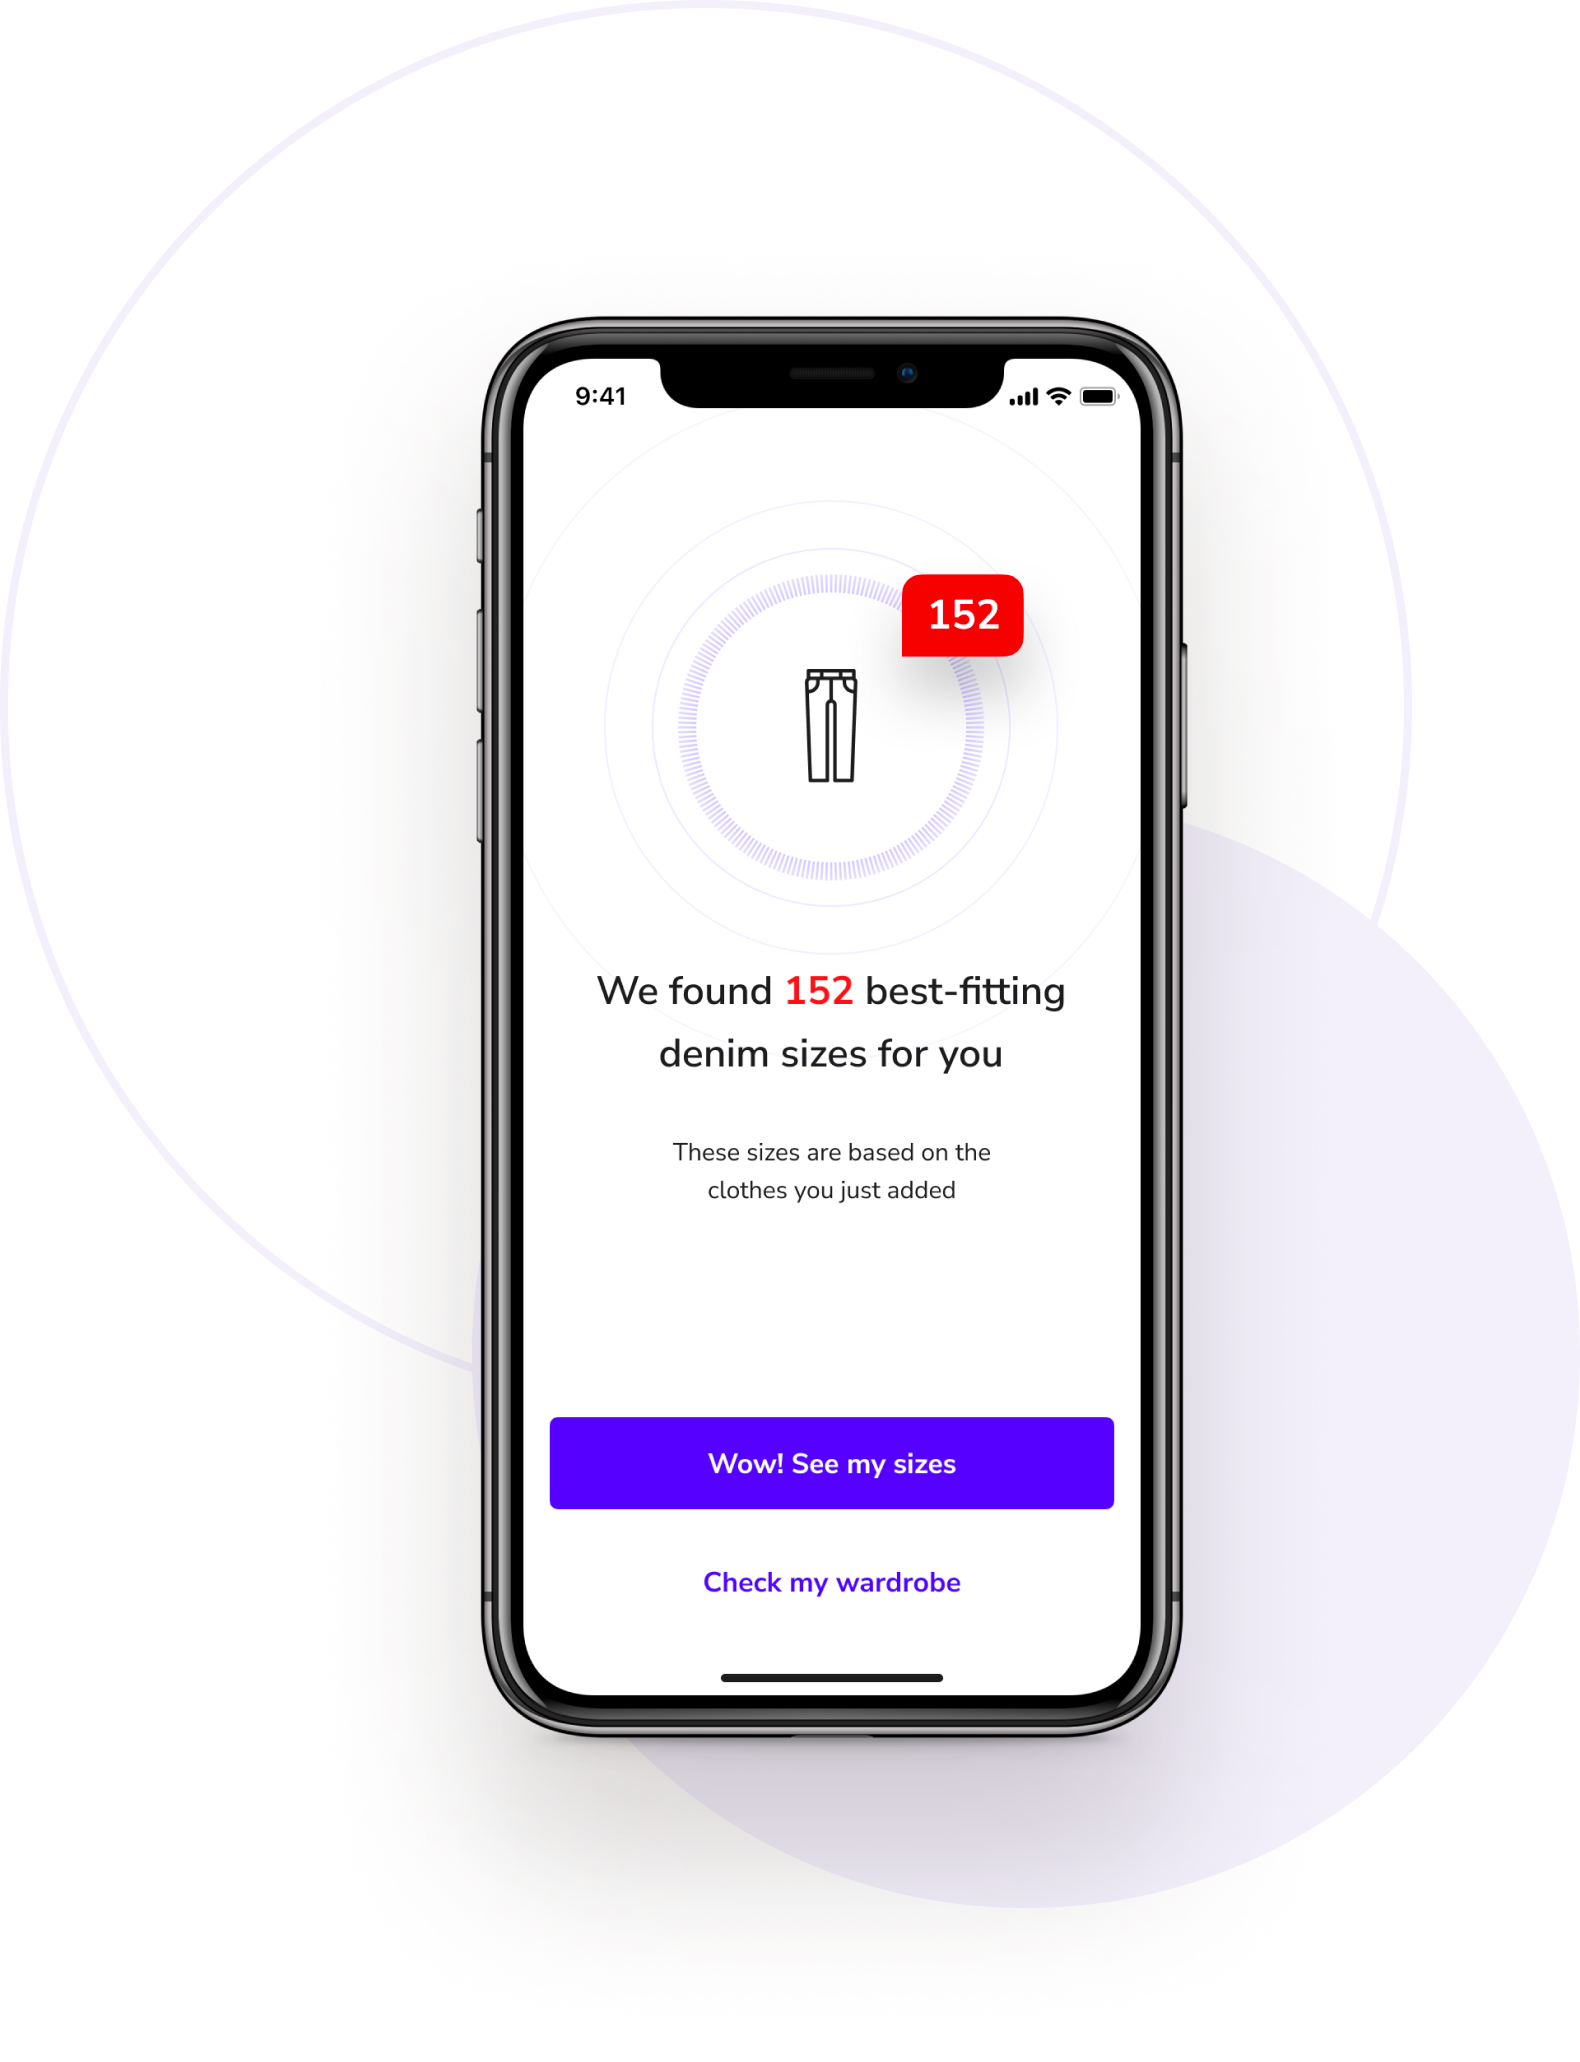 9:41
152
We found 152 best-fitting
denim sizes for you
These sizes are based on the
clothes you just added
Wow! See my sizes
Check my wardrobe